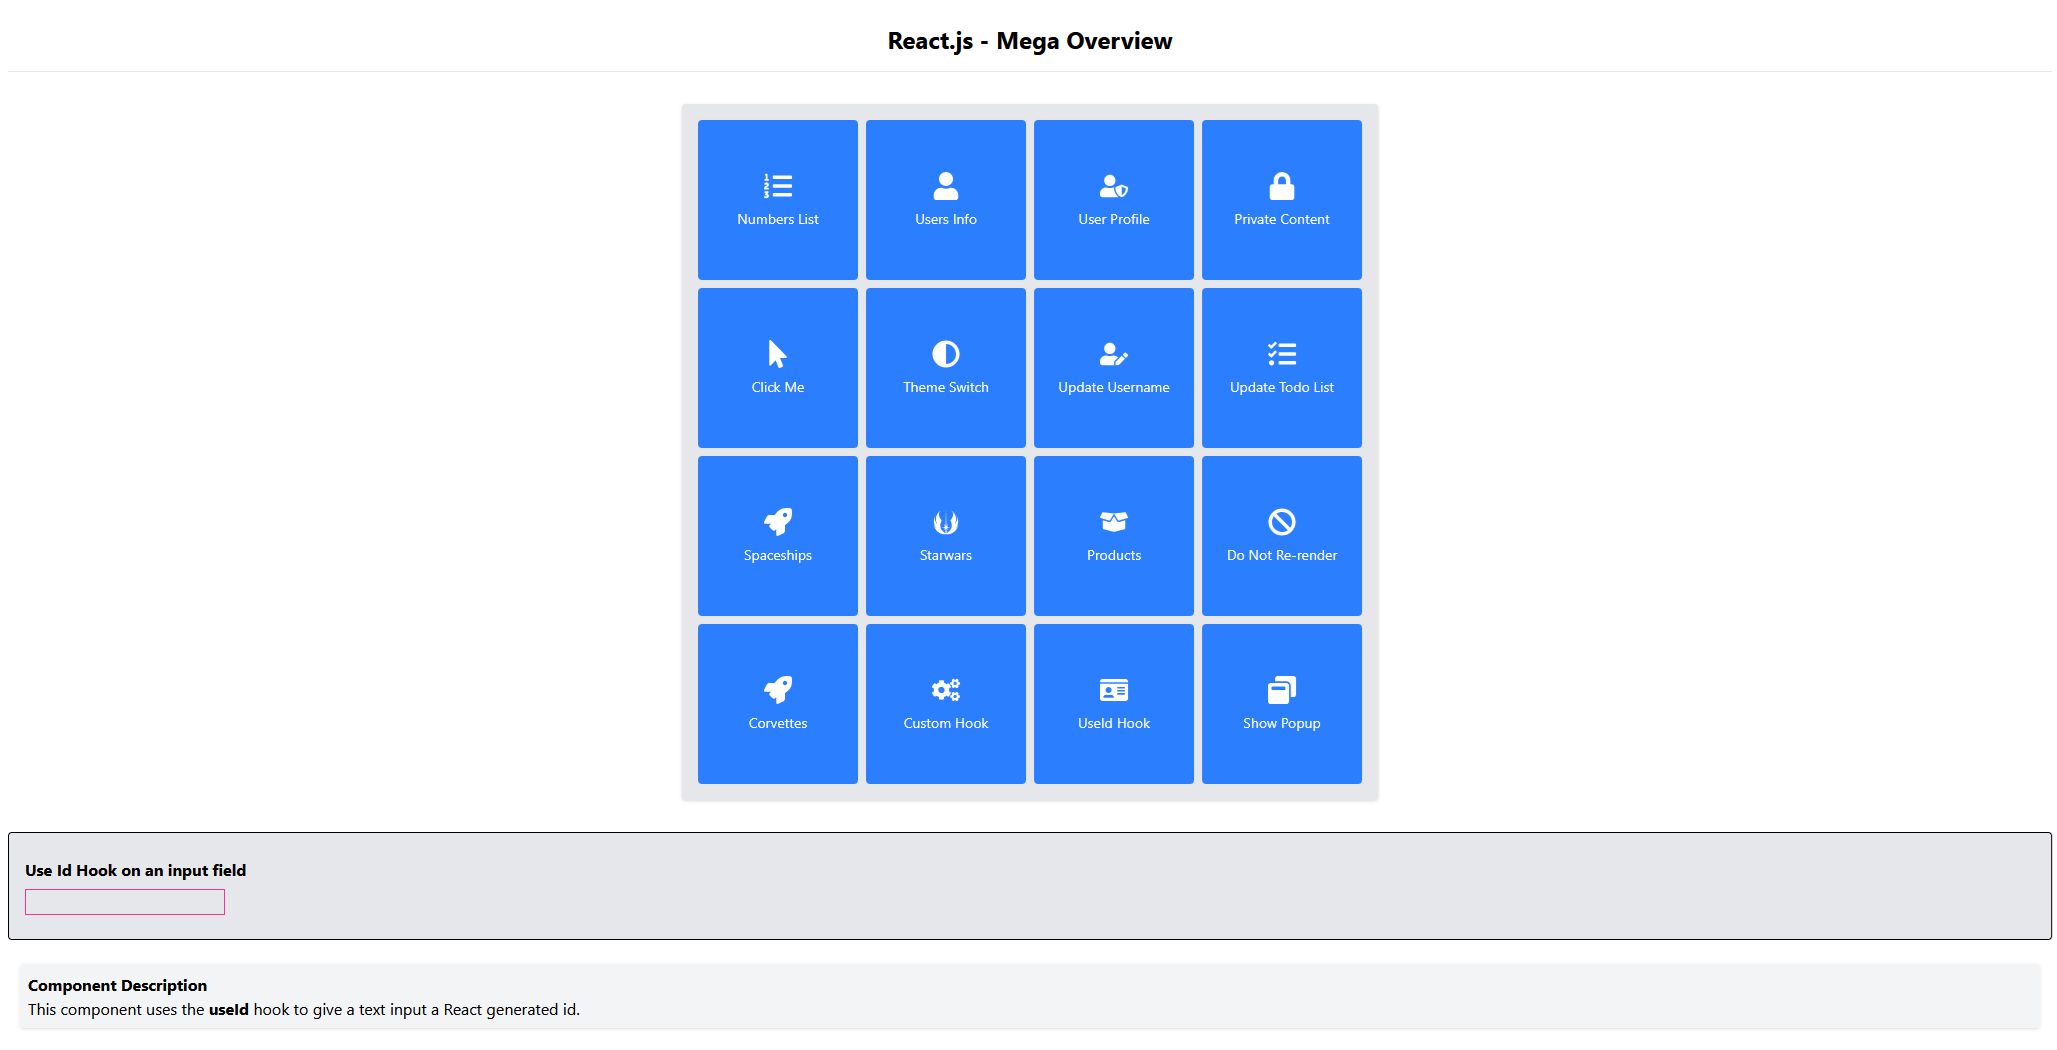 React.js - Mega Overview
Numbers List
Users Info
User Profile
Private Content
Click Me
Theme Switch
Update Username
Update Todo List
Spaceships
Starwars
Products
Do Not Re-render
Corvettes
Custom Hook
UseId Hook
Show Popup
Use Id Hook on an input field
Component Description
This component uses the useId hook to give a text input a React generated id.